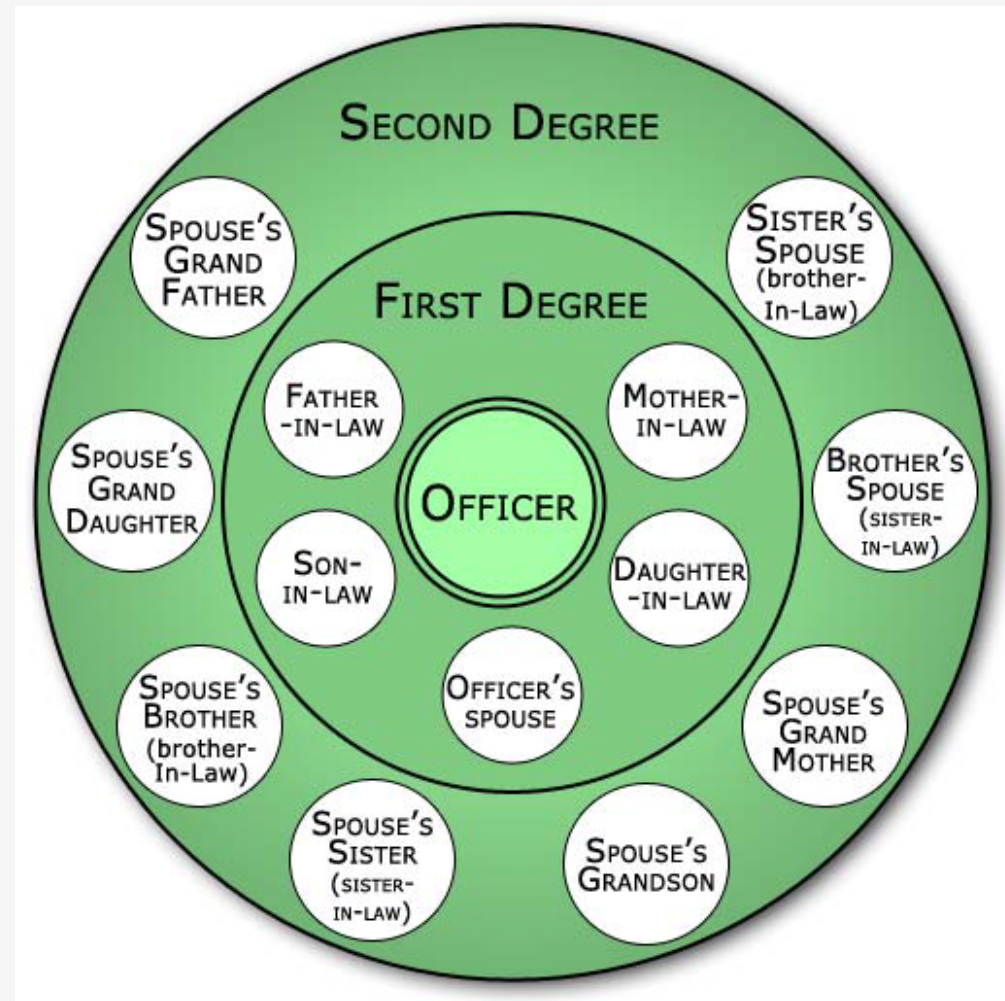 SECOND DEGREE
SPOUSE'S
GRAND
FATHER
SISTER'S
SPOUSE
(brother-
In-Law)
FIRST DEGREE
FATHER
-IN-LAW
MOTHER-
IN-LAW
SPOUSE'S
GRAND
DAUGHTER
OFFICER
BROTHER'S
SPOUSE
(SISTER-
IN-LAW)
SON-
IN-LAW
DAUGHTER
-IN-LAW
SPOUSE'S
BROTHER
(brother-
In-Law)
OFFICER'S
SPOUSE
SPOUSE'S
GRAND
MOTHER
SPOUSE'S
SISTER
(SISTER-
IN-LAW)
SPOUSE'S
GRANDSON